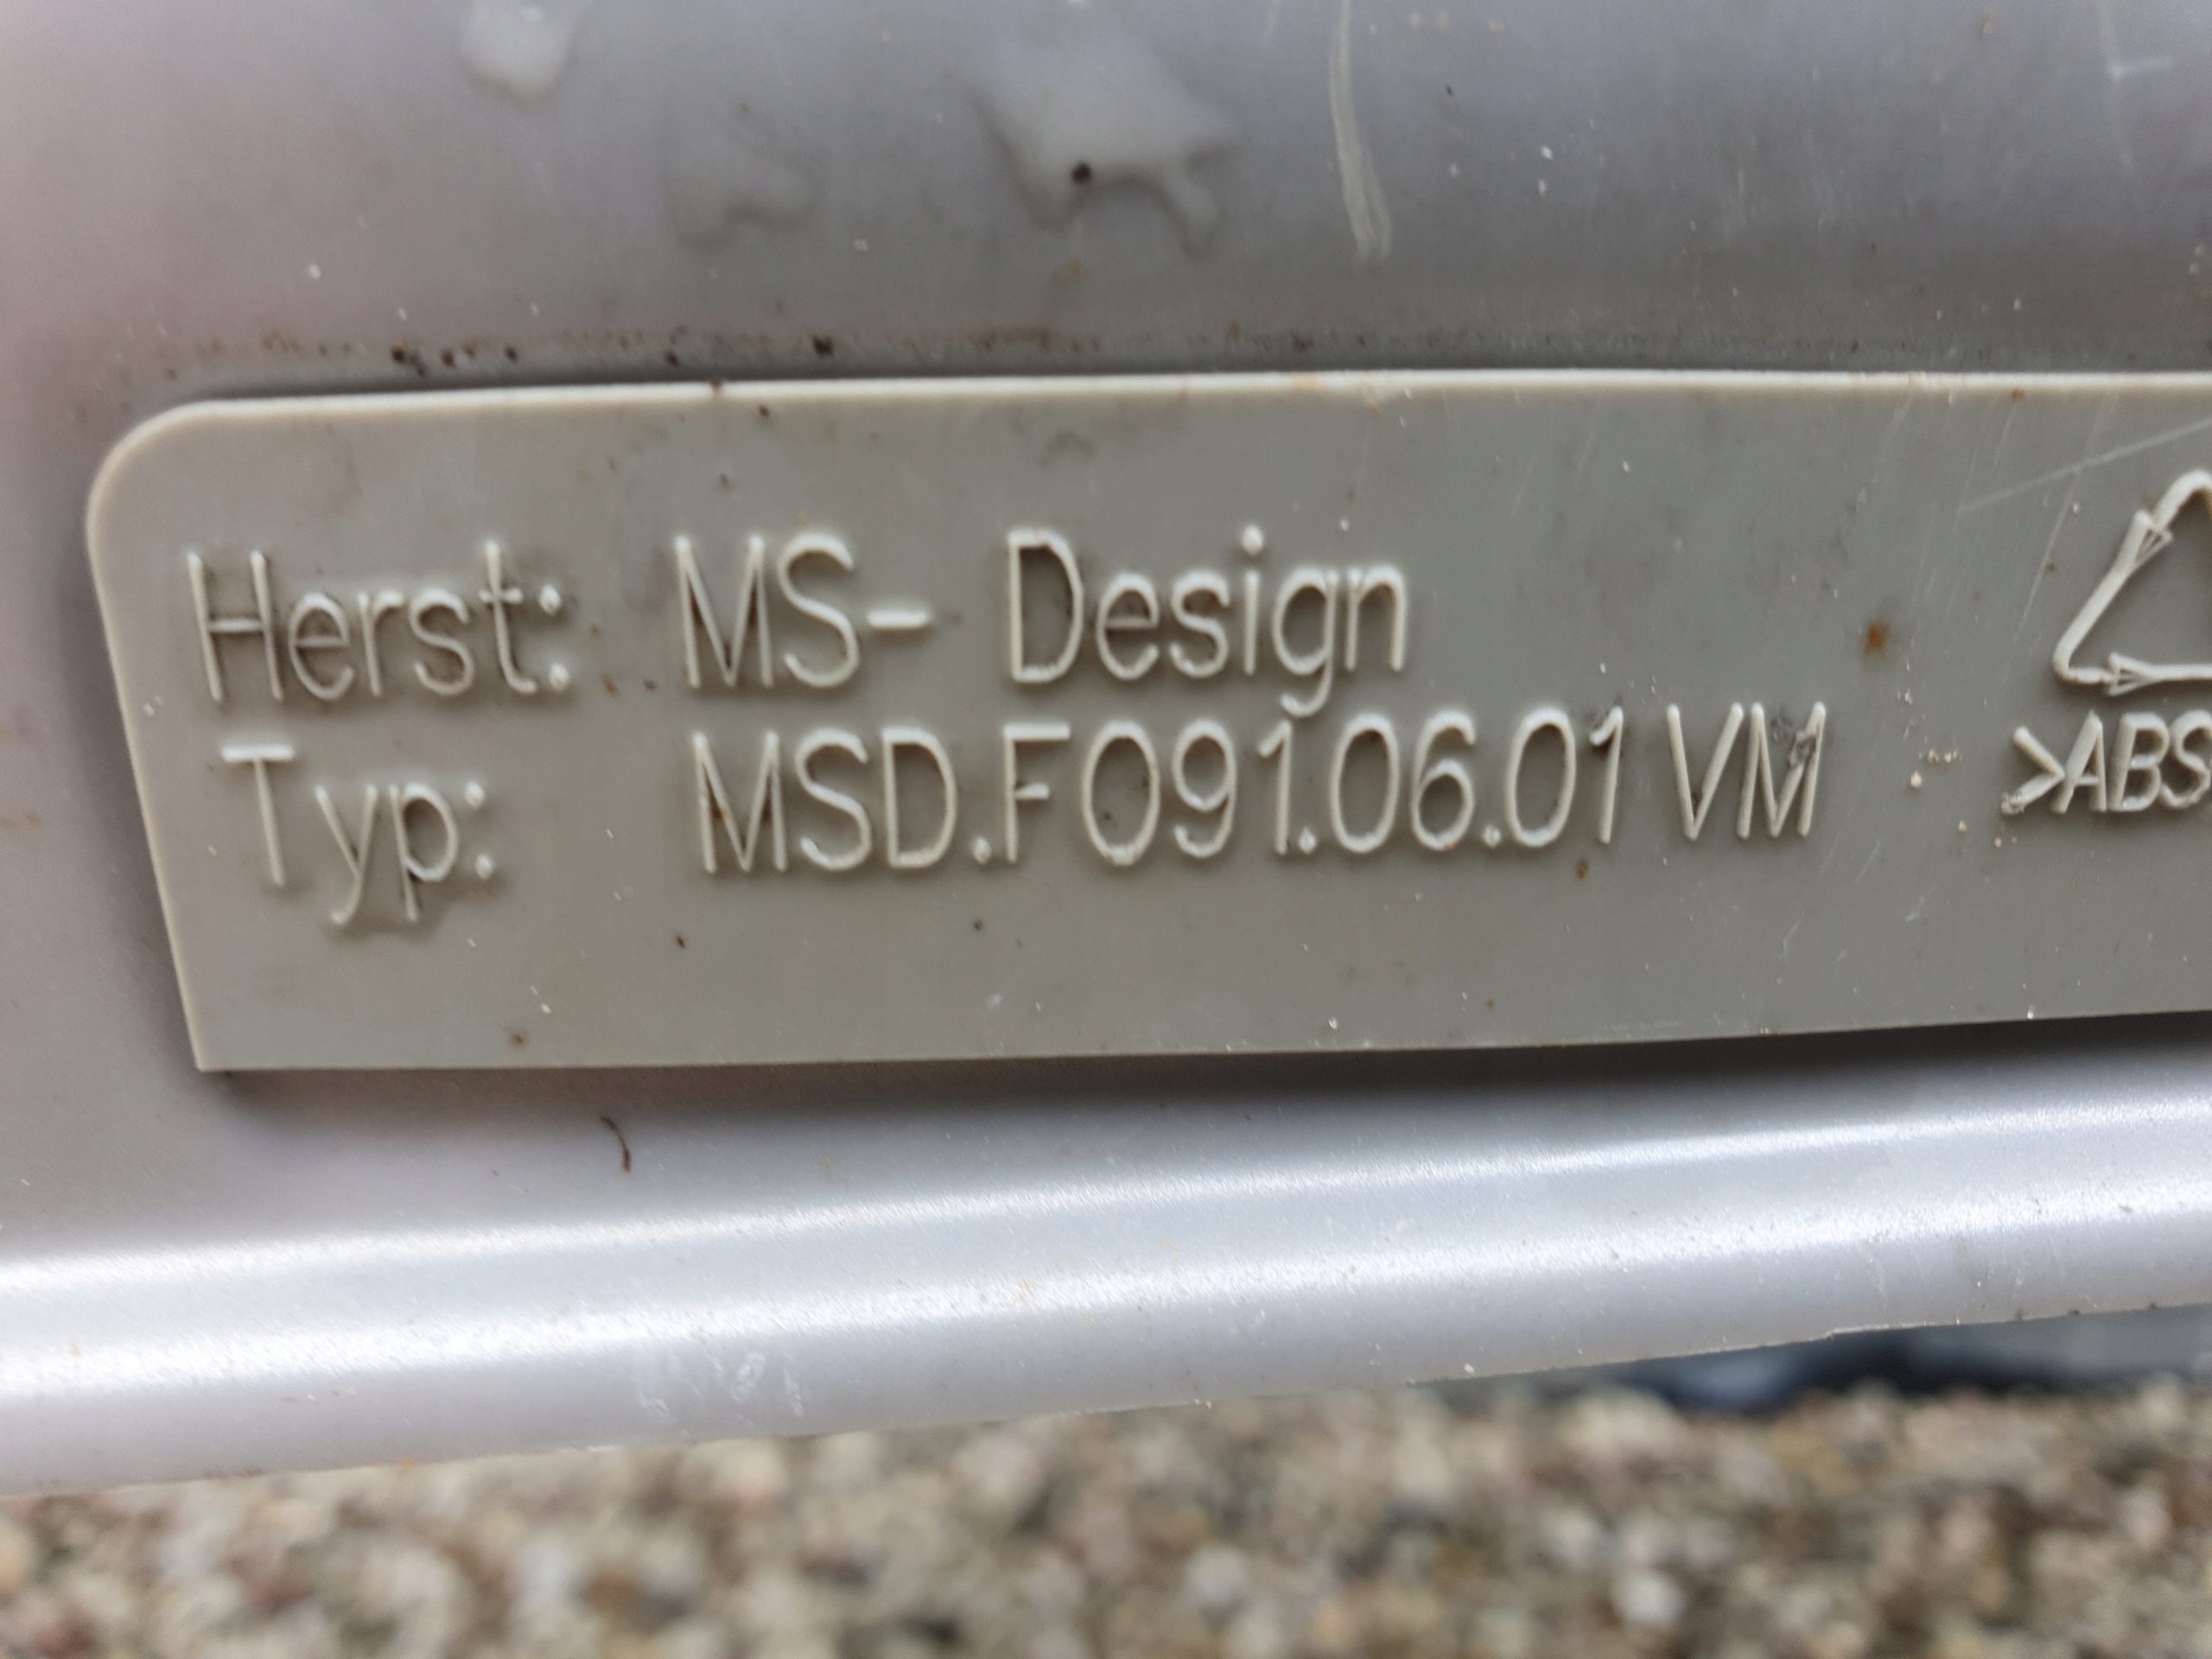 Herst: MS- Design
Typ: MSD.F091.06.01 VM
>ABS